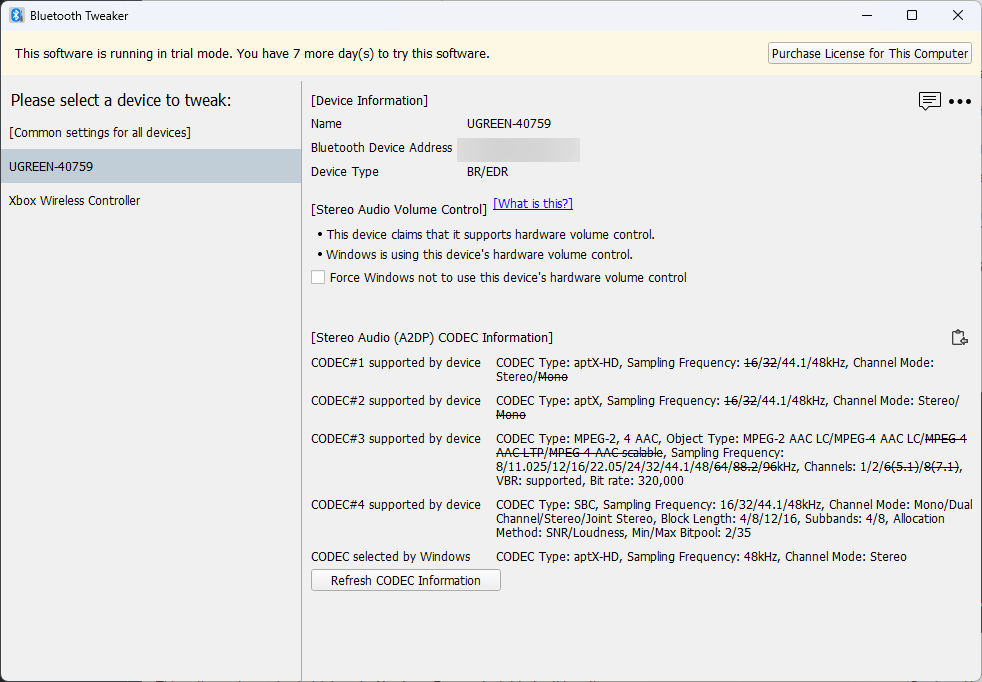 Bluetooth Tweaker
This software is running in trial mode. You have 7 more day(s) to try this software.
Purchase License for This Computer
Please select a device to tweak:
[Common settings for all devices]
UGREEN-40759
Xbox Wireless Controller
[Device Information]
Name UGREEN-40759
Bluetooth Device Address
Device Type BR/EDR
[Stereo Audio Volume Control] [What is this?]
• This device claims that it supports hardware volume control.
• Windows is using this device's hardware volume control.
Force Windows not to use this device's hardware volume control
[Stereo Audio (A2DP) CODEC Information]
CODEC#1 supported by device CODEC Type: aptX-HD, Sampling Frequency: 16/32/44.1/48kHz, Channel Mode:
Stereo/Mono
CODEC#2 supported by device CODEC Type: aptX, Sampling Frequency: 16/32/44.1/48kHz, Channel Mode: Stereo/
Mono
CODEC#3 supported by device CODEC Type: MPEG-2, 4 AAC, Object Type: MPEG-2 AAC LC/MPEG-4 AAC LC/MPEG-4
AAC LTP/MPEG-4 AAC scalable, Sampling Frequency:
8/11.025/12/16/22.05/24/32/44.1/48/64/88.2/96kHz, Channels: 1/2/6(5.1)/8(7.1),
VBR: supported, Bit rate: 320,000
CODEC#4 supported by device CODEC Type: SBC, Sampling Frequency: 16/32/44.1/48kHz, Channel Mode: Mono/Dual
Channel/Stereo/Joint Stereo, Block Length: 4/8/12/16, Subbands: 4/8, Allocation
Method: SNR/Loudness, Min/Max Bitpool: 2/35
CODEC selected by Windows CODEC Type: aptX-HD, Sampling Frequency: 48kHz, Channel Mode: Stereo
Refresh CODEC Information